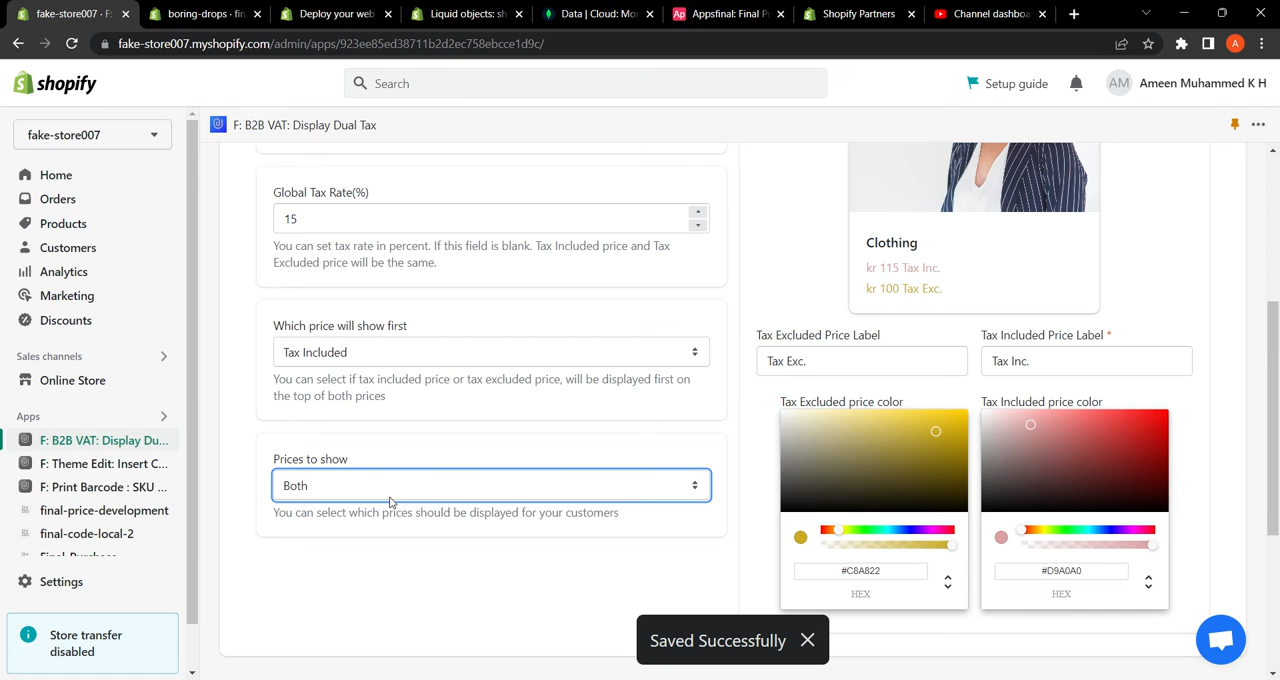 fake-store007 · F:
boring-drops · fin
Deploy your web
Liquid objects: sh
Data | Cloud: Mo
Appsfinal: Final P
Shopify Partners
Channel dashboa
fake-store007.myshopify.com/admin/apps/923ee85ed38711b2d2ec758ebcce1d9c/
A
shopify
Search
Setup guide
AM
Ameen Muhammed K H
fake-store007
F: B2B VAT: Display Dual Tax
Home
Orders
Products
Customers
Analytics
Marketing
Discounts
Sales channels
Online Store
Apps
F: B2B VAT: Display Du...
F: Theme Edit: Insert C...
F: Print Barcode : SKU ...
final-price-development
final-code-local-2
Final Purchase
Settings
Store transfer
disabled
Global Tax Rate(%)
15
You can set tax rate in percent. If this field is blank. Tax Included price and Tax
Excluded price will be the same.
Which price will show first
Tax Included
You can select if tax included price or tax excluded price, will be displayed first on
the top of both prices
Prices to show
Both
You can select which prices should be displayed for your customers
Clothing
kr 115 Tax Inc.
kr 100 Tax Exc.
Tax Excluded Price Label
Tax Included Price Label *
Tax Exc.
Tax Inc.
Tax Excluded price color
Tax Included price color
#C8A822
#D9A0A0
HEX
HEX
Saved Successfully